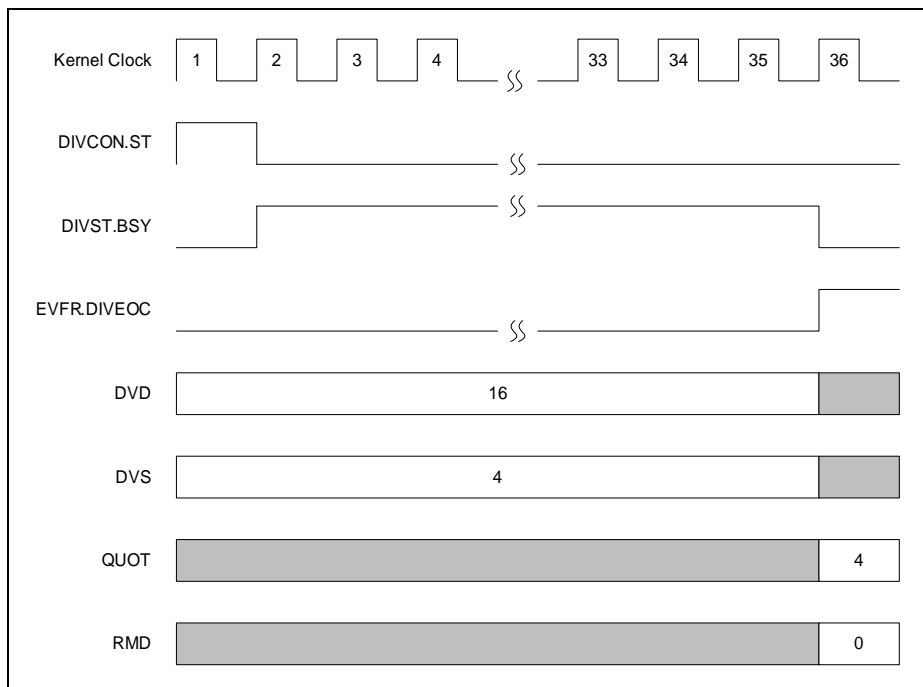 Kernel Clock 1 2 3 4 33 34 35 36
DIVCON.ST
DIVST.BSY
EVFR.DIVEOC
DVD 16
DVS 4
QUOT 4
RMD 0